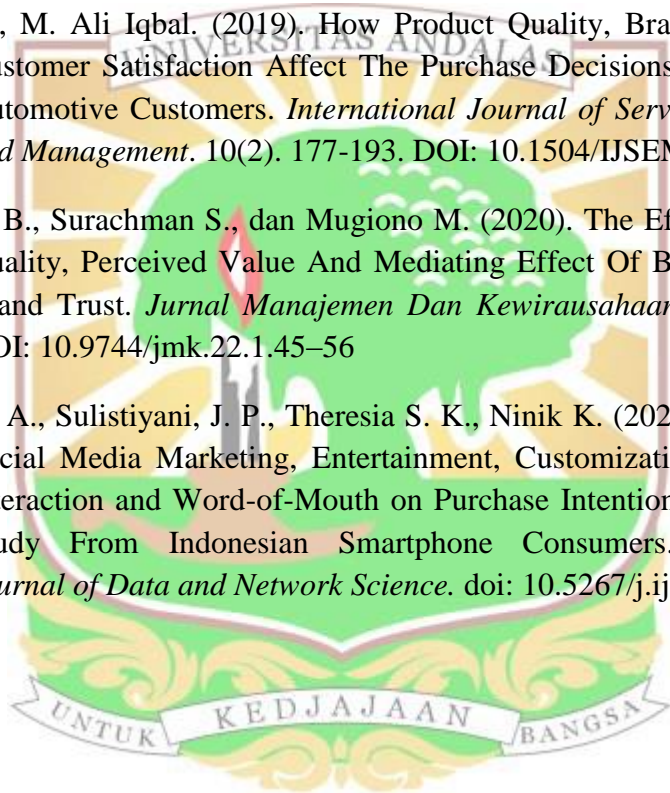 , M. Ali Iqbal. (2019). How Product Quality, Bra
UNIVERSITAS ANDALAS
ustomer Satisfaction Affect The Purchase Decisions
utomotive Customers. International Journal of Serv
d Management. 10(2). 177-193. DOI: 10.1504/IJSEM
B., Surachman S., dan Mugiono M. (2020). The Ef
uality, Perceived Value And Mediating Effect Of B
and Trust. Jurnal Manajemen Dan Kewirausahaan
OI: 10.9744/jmk.22.1.45–56
A., Sulistiyani, J. P., Theresia S. K., Ninik K. (202
cial Media Marketing, Entertainment, Customizati
teraction and Word-of-Mouth on Purchase Intention
udy From Indonesian Smartphone Consumers.
urnal of Data and Network Science. doi: 10.5267/j.ij
UNTUK KEDJAJAAN BANGSA